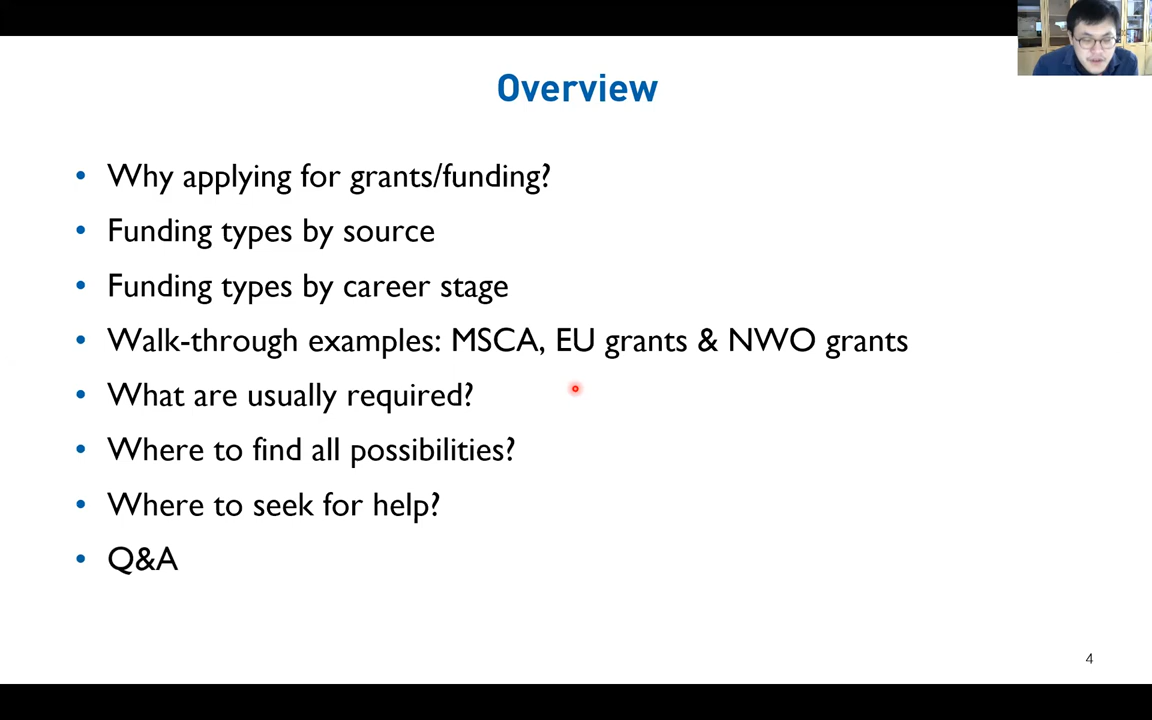 Overview
• Why applying for grants/funding?
• Funding types by source
• Funding types by career stage
• Walk-through examples: MSCA, EU grants & NWO grants
• What are usually required?
• Where to find all possibilities?
• Where to seek for help?
• Q&A
4